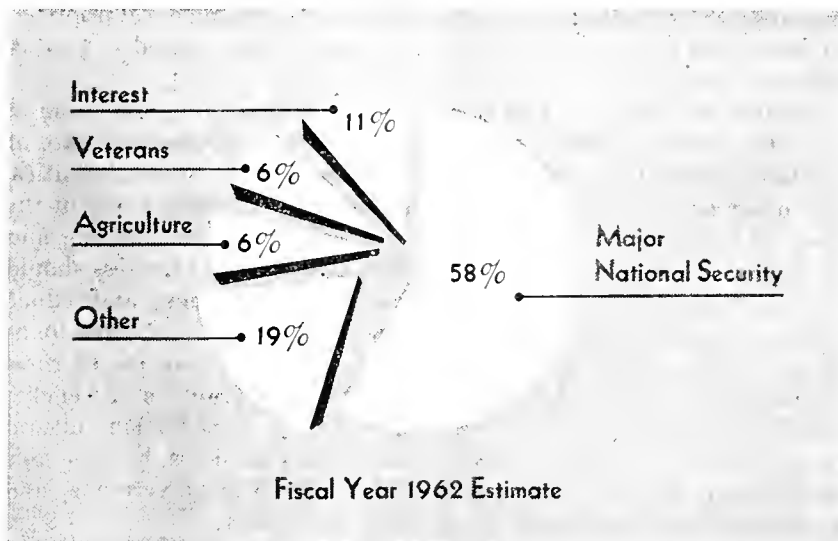 Interest
11%
Veterans
6%
Agriculture
6%
Other
19%
58%
Major
National Security
Fiscal Year 1962 Estimate